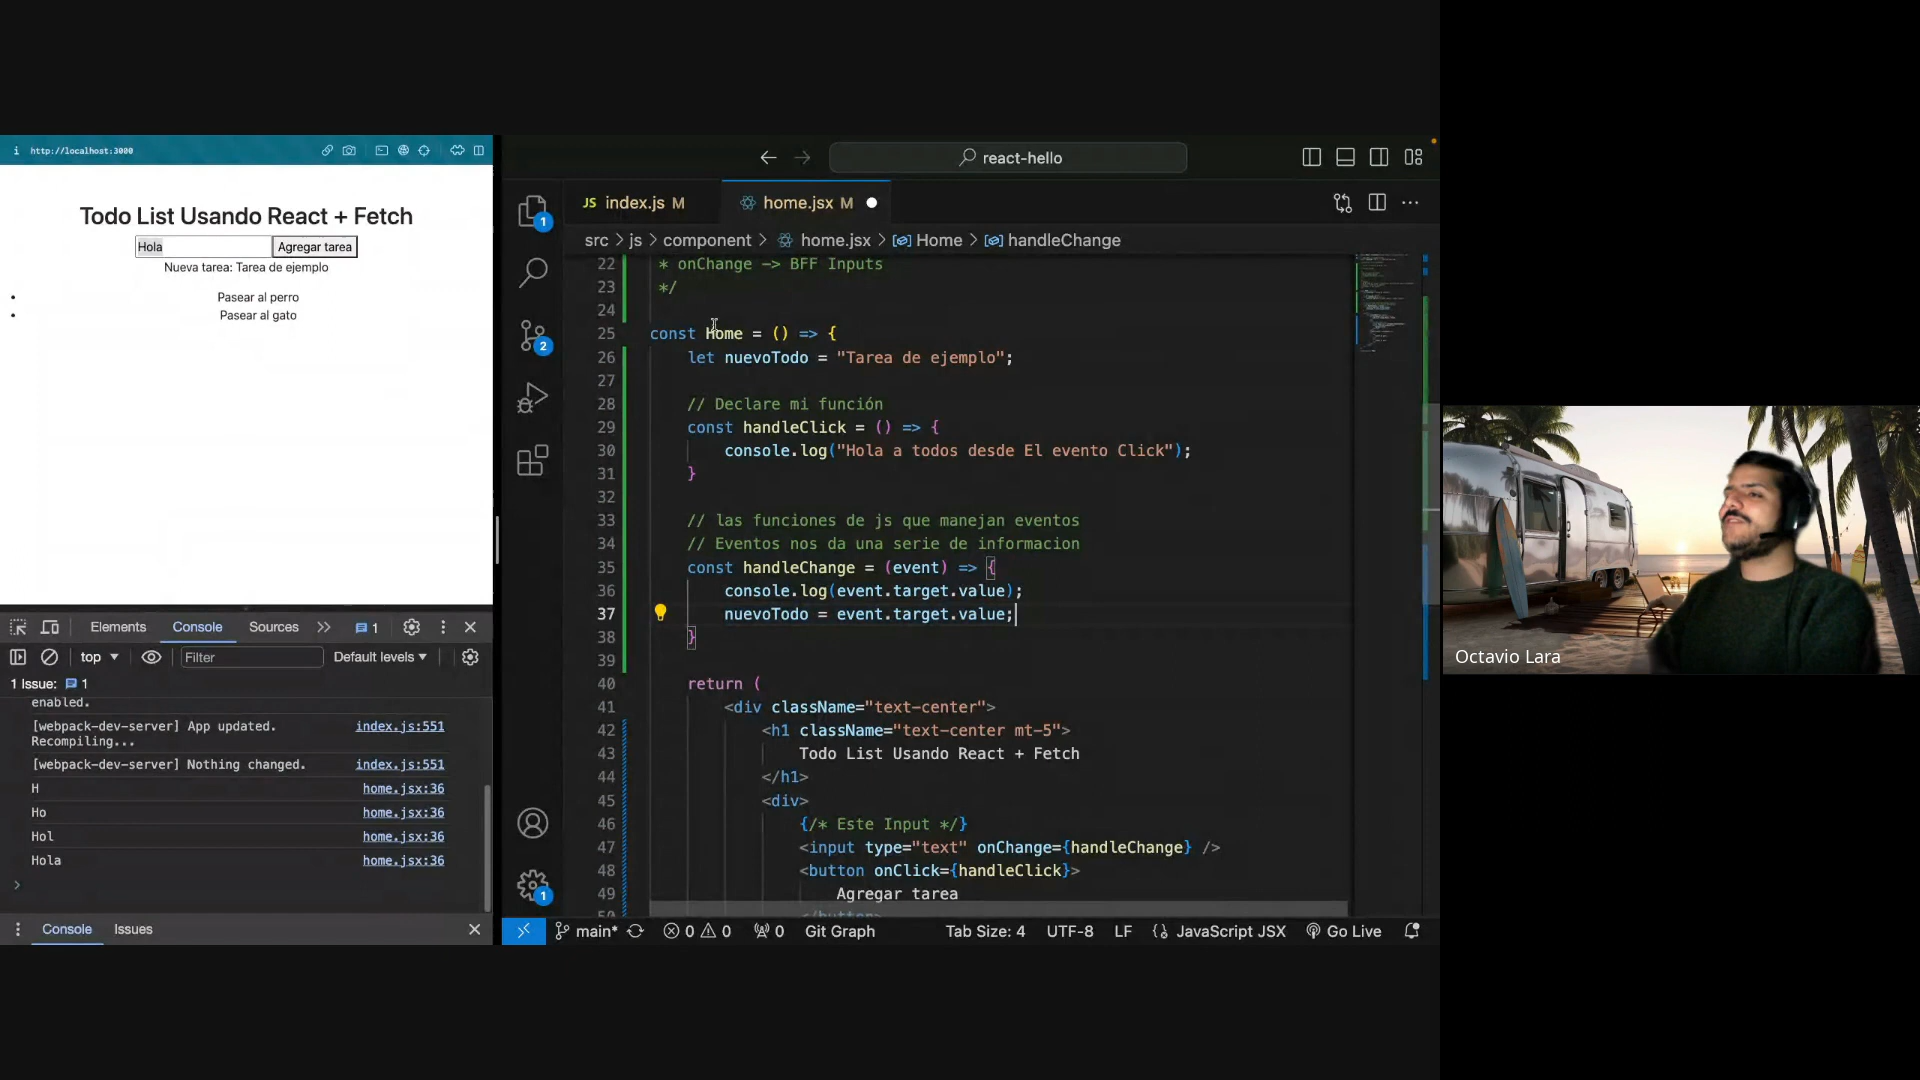 http://localhost:3000
Todo List Usando React + Fetch
Hola
Agregar tarea
Nueva tarea: Tarea de ejemplo
Pasear al perro
Pasear al gato
Elements
Console
Sources
1
top
Filter
Default levels
1 Issue:
1
enabled.
[webpack-dev-server] App updated. index.js:551
Recompiling...
[webpack-dev-server] Nothing changed. index.js:551
H home.jsx:36
Ho home.jsx:36
Hol home.jsx:36
Hola home.jsx:36
Console
Issues
react-hello
JS index.js M
home.jsx M
src > js > component > home.jsx > Home > handleChange
1
2
1
22 * onChange -> BFF Inputs
23 */
24
25 const Home = () => {
26 let nuevoTodo = "Tarea de ejemplo";
27
28 // Declare mi función
29 const handleClick = () => {
30 console.log("Hola a todos desde El evento Click");
31 }
32
33 // las funciones de js que manejan eventos
34 // Eventos nos da una serie de informacion
35 const handleChange = (event) => {
36 console.log(event.target.value);
37 nuevoTodo = event.target.value;
38 }
39
40 return (
41 <div className="text-center">
42 <h1 className="text-center mt-5">
43 Todo List Usando React + Fetch
44 </h1>
45 <div>
46 {/* Este Input */}
47 <input type="text" onChange={handleChange} />
48 <button onClick={handleClick}>
49 Agregar tarea
50 </button>
main* 0 0 0 Git Graph Tab Size: 4 UTF-8 LF {} JavaScript JSX Go Live
Octavio Lara